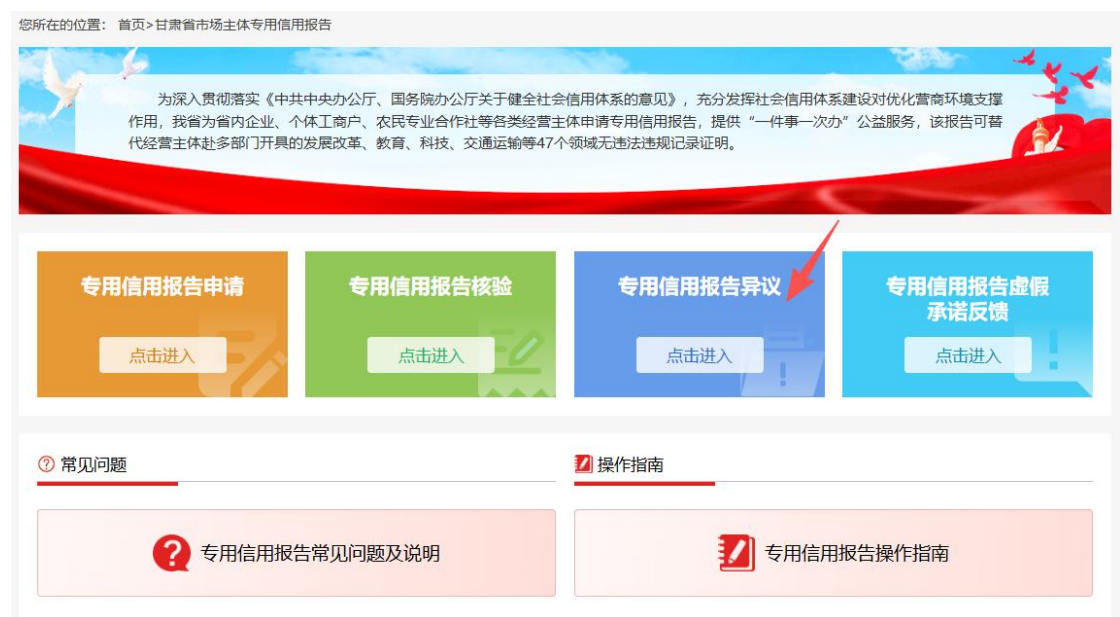 您所在的位置： 首页>甘肃省市场主体专用信用报告
为深入贯彻落实《中共中央办公厅、国务院办公厅关于健全社会信用体系的意见》，充分发挥社会信用体系建设对优化营商环境支撑
作用，我省为省内企业、个体工商户、农民专业合作社等各类经营主体申请专用信用报告，提供“一件事一次办”公益服务，该报告可替
代经营主体赴多部门开具的发展改革、教育、科技、交通运输等47个领域无违法违规记录证明。
专用信用报告申请
点击进入
专用信用报告核验
点击进入
专用信用报告异议
点击进入
专用信用报告虚假
承诺反馈
点击进入
常见问题
操作指南
专用信用报告常见问题及说明
专用信用报告操作指南